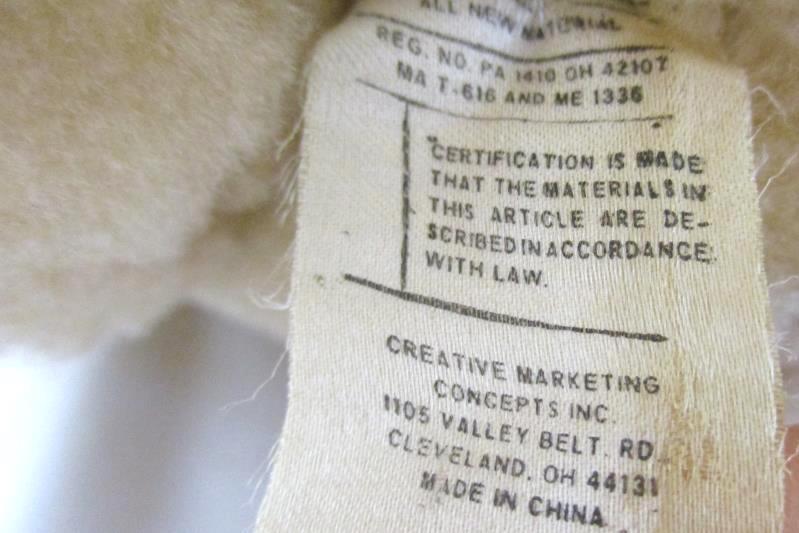 ALL NEW MATERIAL
REG. NO. PA 1410 OH 42107
MA T-616 AND ME 1336
CERTIFICATION IS MADE
THAT THE MATERIALS IN
THIS ARTICLE ARE DE-
SCRIBED IN ACCORDANCE
WITH LAW.
CREATIVE MARKETING
CONCEPTS INC.
1105 VALLEY BELT. RD.
CLEVELAND, OH 44131
MADE IN CHINA